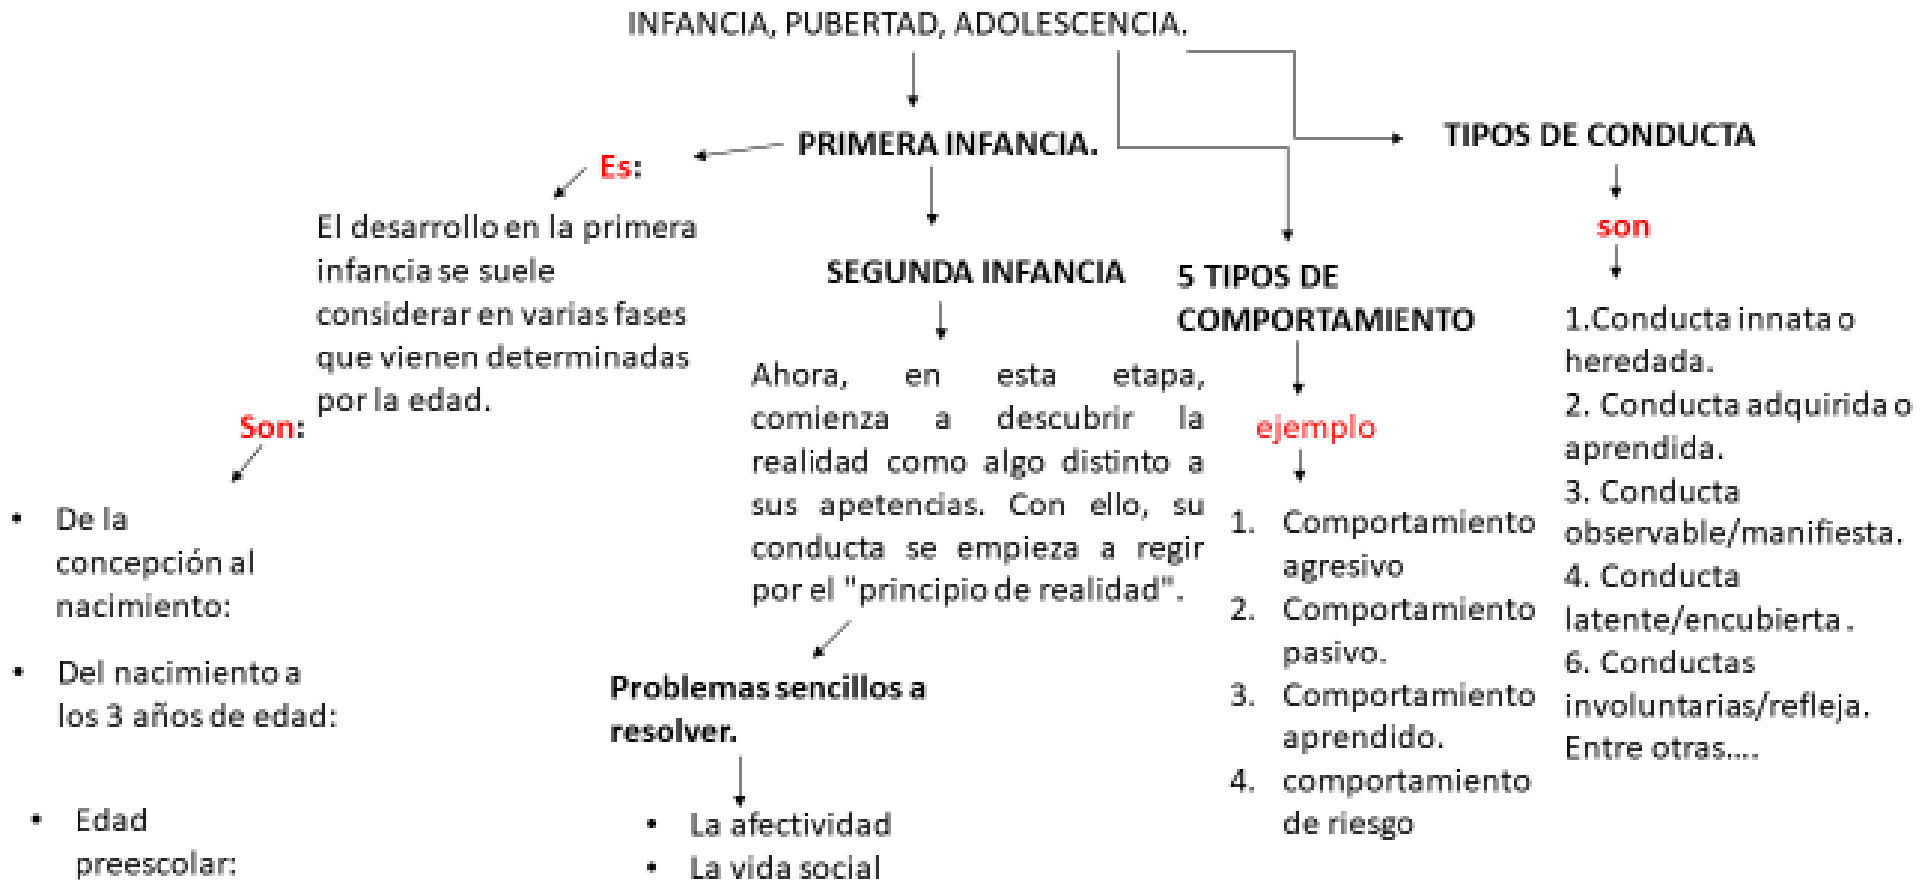 INFANCIA, PUBERTAD, ADOLESCENCIA.
PRIMERA INFANCIA.
Es:
El desarrollo en la primera
infancia se suele
considerar en varias fases
que vienen determinadas
por la edad.
Son:
• De la
concepción al
nacimiento:
• Del nacimiento a
los 3 años de edad:
• Edad
preescolar:
SEGUNDA INFANCIA
Ahora, en esta etapa,
comienza a descubrir la
realidad como algo distinto a
sus apetencias. Con ello, su
conducta se empieza a regir
por el "principio de realidad".
Problemas sencillos a
resolver.
• La afectividad
• La vida social
5 TIPOS DE
COMPORTAMIENTO
ejemplo
1. Comportamiento
agresivo
2. Comportamiento
pasivo.
3. Comportamiento
aprendido.
4. comportamiento
de riesgo
TIPOS DE CONDUCTA
son
1.Conducta innata o
heredada.
2. Conducta adquirida o
aprendida.
3. Conducta
observable/manifiesta.
4. Conducta
latente/encubierta.
6. Conductas
involuntarias/refleja.
Entre otras....